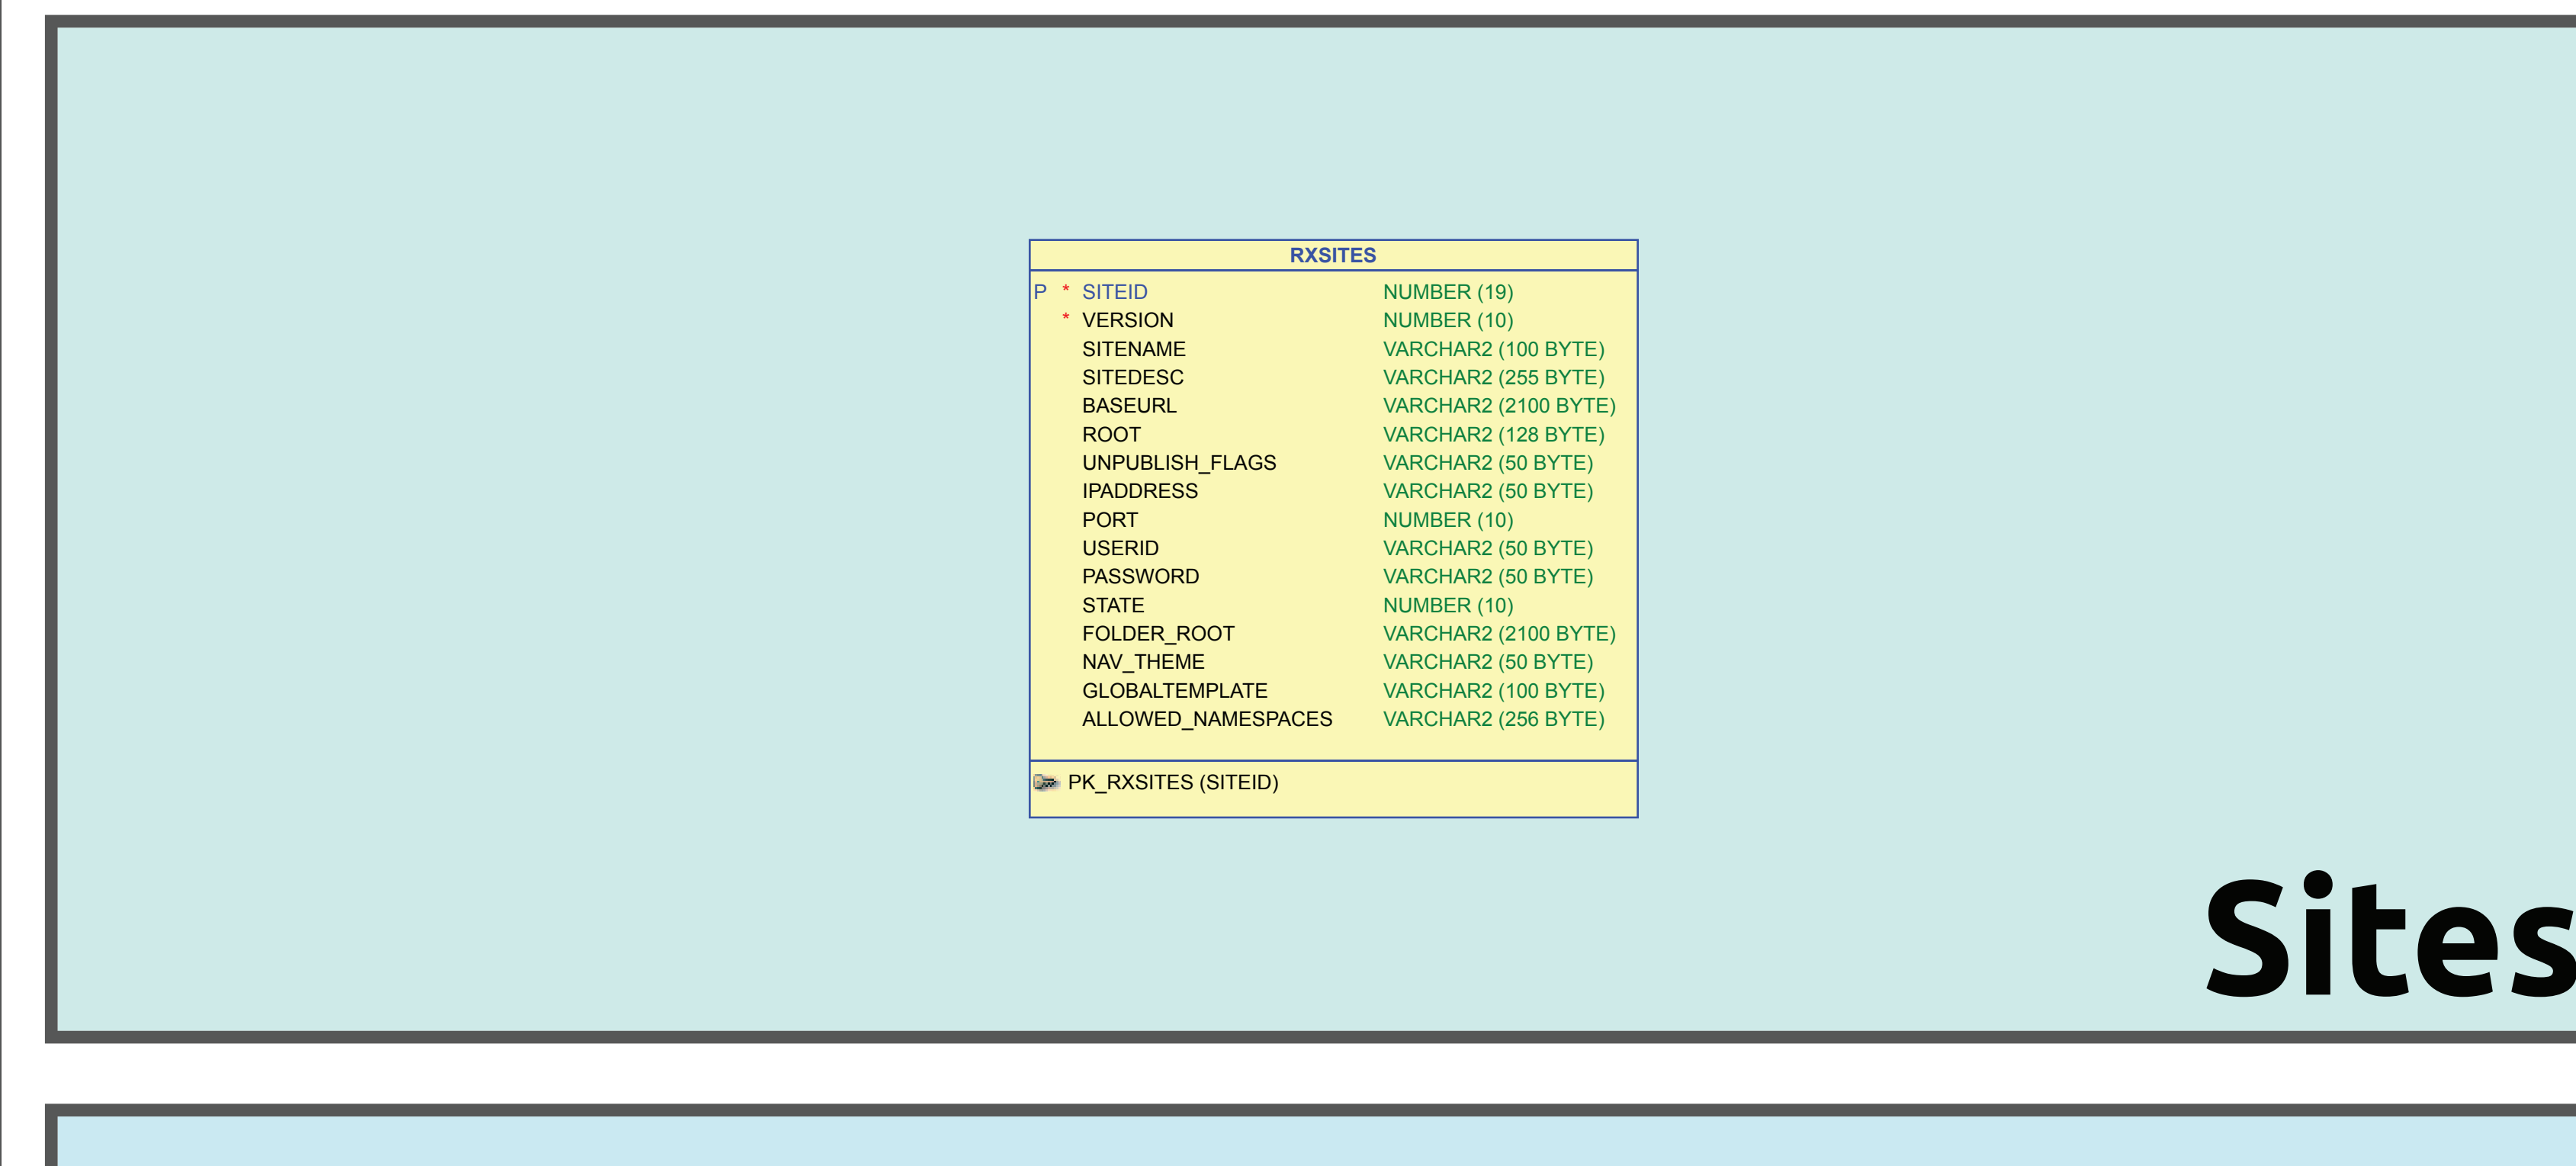 RXSITES
P * SITEID NUMBER (19)
* VERSION NUMBER (10)
SITENAME VARCHAR2 (100 BYTE)
SITEDESC VARCHAR2 (255 BYTE)
BASEURL VARCHAR2 (2100 BYTE)
ROOT VARCHAR2 (128 BYTE)
UNPUBLISH_FLAGS VARCHAR2 (50 BYTE)
IPADDRESS VARCHAR2 (50 BYTE)
PORT NUMBER (10)
USERID VARCHAR2 (50 BYTE)
PASSWORD VARCHAR2 (50 BYTE)
STATE NUMBER (10)
FOLDER_ROOT VARCHAR2 (2100 BYTE)
NAV_THEME VARCHAR2 (50 BYTE)
GLOBALTEMPLATE VARCHAR2 (100 BYTE)
ALLOWED_NAMESPACES VARCHAR2 (256 BYTE)
PK_RXSITES (SITEID)
Sites